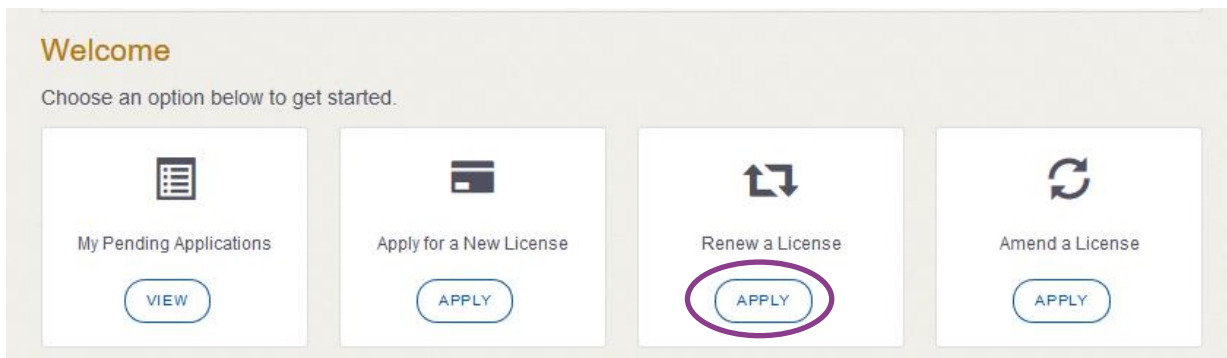 Welcome
Choose an option below to get started.
My Pending Applications
Apply for a New License
Renew a License
Amend a License
VIEW
APPLY
APPLY
APPLY